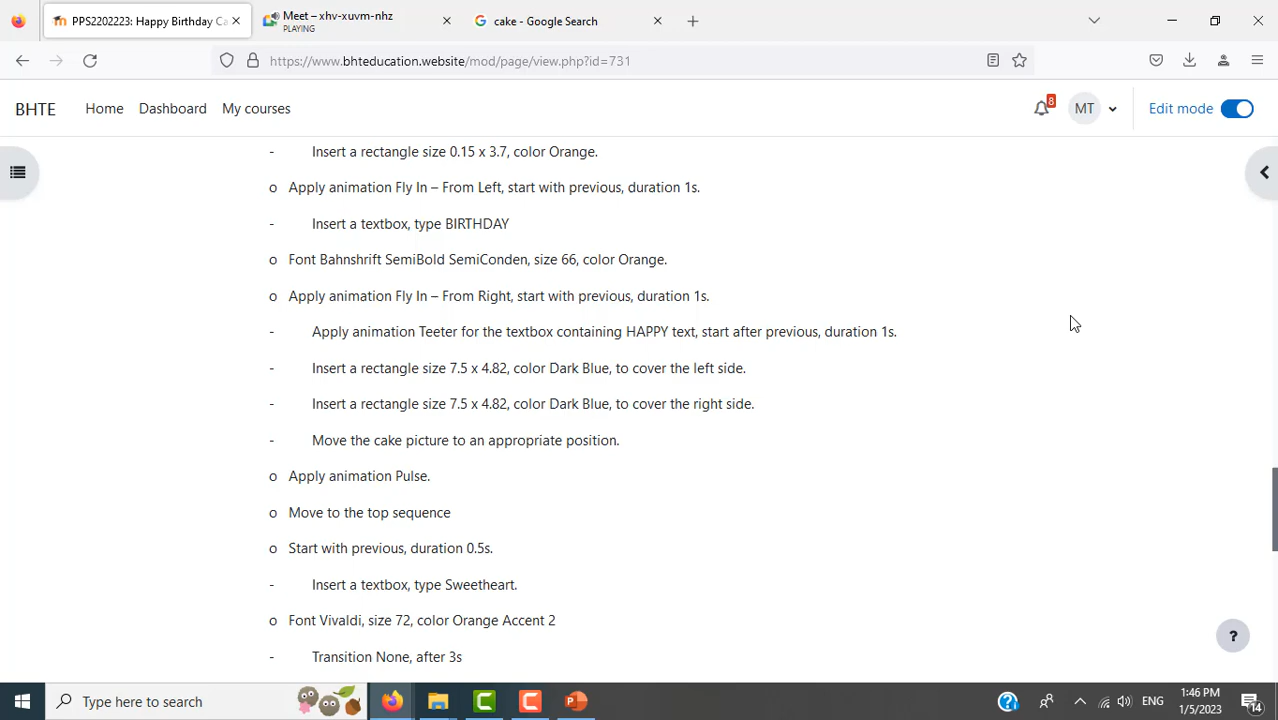 PPS2202223: Happy Birthday Ca
Meet – xhv-xuvm-nhz
PLAYING
cake - Google Search
https://www.bhteducation.website/mod/page/view.php?id=731
BHTE
Home
Dashboard
My courses
8
MT
Edit mode
- Insert a rectangle size 0.15 x 3.7, color Orange.
o Apply animation Fly In – From Left, start with previous, duration 1s.
- Insert a textbox, type BIRTHDAY
o Font Bahnshrift SemiBold SemiConden, size 66, color Orange.
o Apply animation Fly In – From Right, start with previous, duration 1s.
- Apply animation Teeter for the textbox containing HAPPY text, start after previous, duration 1s.
- Insert a rectangle size 7.5 x 4.82, color Dark Blue, to cover the left side.
- Insert a rectangle size 7.5 x 4.82, color Dark Blue, to cover the right side.
- Move the cake picture to an appropriate position.
o Apply animation Pulse.
o Move to the top sequence
o Start with previous, duration 0.5s.
- Insert a textbox, type Sweetheart.
o Font Vivaldi, size 72, color Orange Accent 2
- Transition None, after 3s
?
Type here to search
ENG
1:46 PM
1/5/2023
14